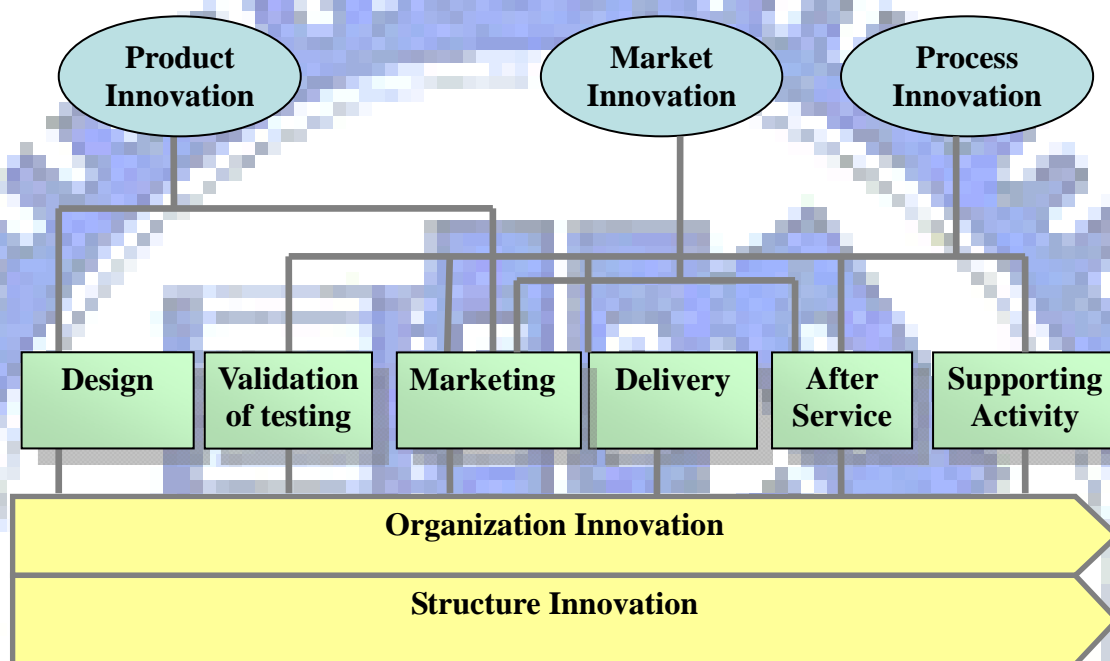 Product
Innovation
Market
Innovation
Process
Innovation
Design
Validation
of testing
Marketing
Delivery
After
Service
Supporting
Activity
Organization Innovation
Structure Innovation